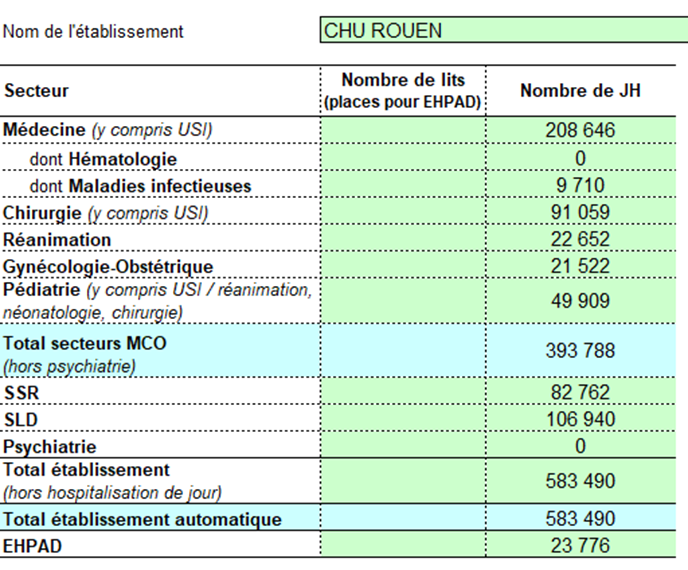 Nom de l'établissement CHU ROUEN
Secteur Nombre de lits (places pour EHPAD) Nombre de JH
Médecine (y compris USI) 208 646
dont Hématologie 0
dont Maladies infectieuses 9 710
Chirurgie (y compris USI) 91 059
Réanimation 22 652
Gynécologie-Obstétrique 21 522
Pédiatrie (y compris USI / réanimation,
néonatologie, chirurgie) 49 909
Total secteurs MCO
(hors psychiatrie) 393 788
SSR 82 762
SLD 106 940
Psychiatrie 0
Total établissement
(hors hospitalisation de jour) 583 490
Total établissement automatique 583 490
EHPAD 23 776